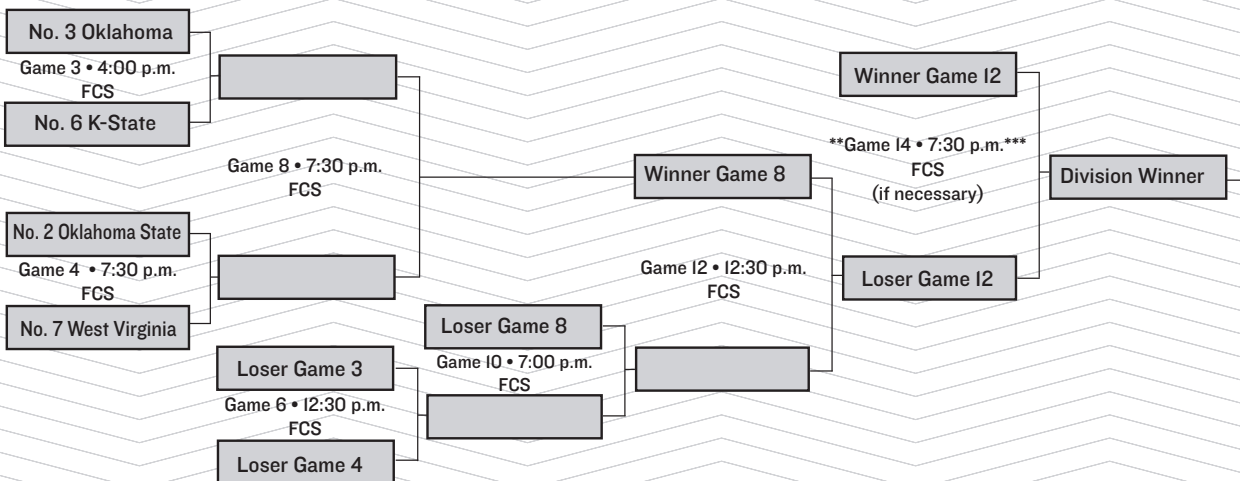 No. 3 Oklahoma
Game 3 • 4:00 p.m.
FCS
No. 6 K-State
Game 8 • 7:30 p.m.
FCS
No. 2 Oklahoma State
Game 4 • 7:30 p.m.
FCS
No. 7 West Virginia
Loser Game 3
Game 6 • 12:30 p.m.
FCS
Loser Game 4
Loser Game 8
Game 10 • 7:00 p.m.
FCS
Winner Game 8
Game 12 • 12:30 p.m.
FCS
Winner Game 12
**Game 14 • 7:30 p.m.***
FCS
(if necessary)
Loser Game 12
Division Winner